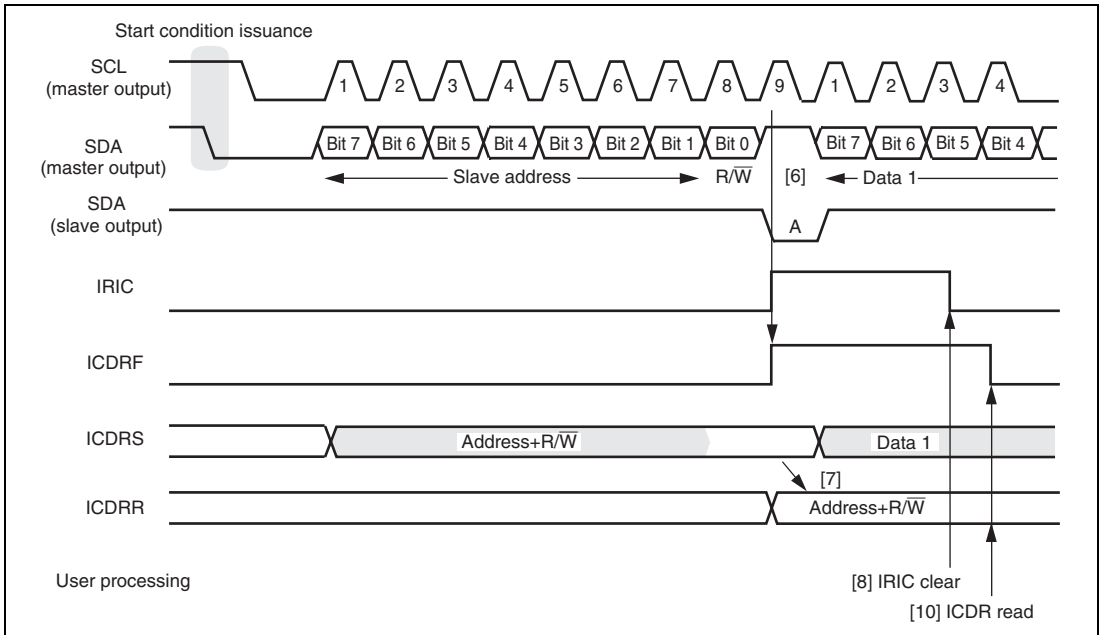 Start condition issuance
SCL
(master output)
1 2 3 4 5 6 7 8 9 1 2 3 4
SDA
(master output)
Bit 7 Bit 6 Bit 5 Bit 4 Bit 3 Bit 2 Bit 1 Bit 0 Bit 7 Bit 6 Bit 5 Bit 4
Slave address R/W̅ [6] Data 1
SDA
(slave output)
A
IRIC
ICDRF
ICDRS
Address+R/W̅ Data 1
[7]
ICDRR
Address+R/W̅
User processing
[8] IRIC clear
[10] ICDR read